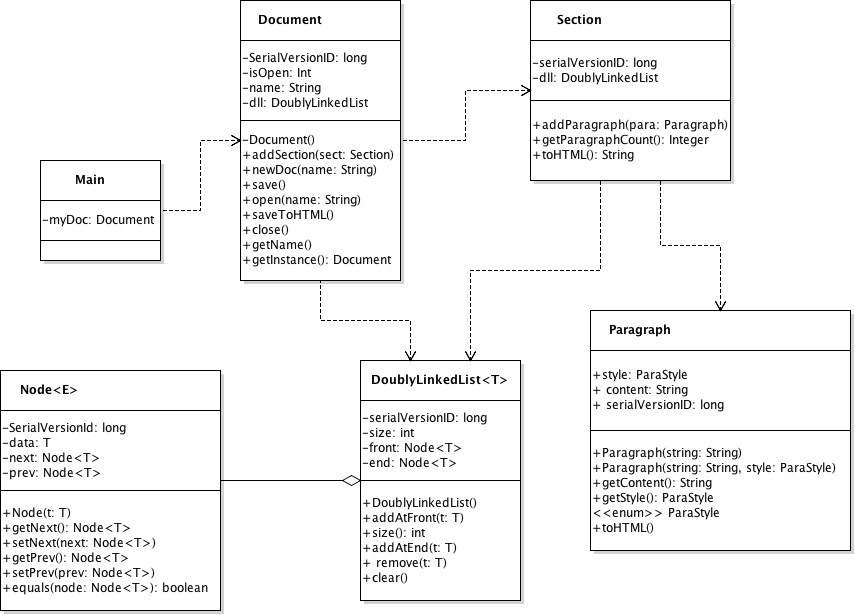 Document
-SerialVersionID: long
-isOpen: Int
-name: String
-dll: DoublyLinkedList
-Document()
+addSection(sect: Section)
+newDoc(name: String)
+save()
+open(name: String)
+saveToHTML()
+close()
+getName()
+getInstance(): Document
Section
-serialVersionID: long
-dll: DoublyLinkedList
+addParagraph(para: Paragraph)
+getParagraphCount(): Integer
+toHTML(): String
Main
-myDoc: Document
Paragraph
+style: ParaStyle
+ content: String
+ serialVersionID: long
+Paragraph(string: String)
+Paragraph(string: String, style: ParaStyle)
+getContent(): String
+getStyle(): ParaStyle
<<enum>> ParaStyle
+toHTML()
Node<E>
-SerialVersionId: long
-data: T
-next: Node<T>
-prev: Node<T>
+Node(t: T)
+getNext(): Node<T>
+setNext(next: Node<T>)
+getPrev(): Node<T>
+setPrev(prev: Node<T>)
+equals(node: Node<T>): boolean
DoublyLinkedList<T>
-serialVersionID: long
-size: int
-front: Node<T>
-end: Node<T>
+DoublyLinkedList()
+addAtFront(t: T)
+size(): int
+addAtEnd(t: T)
+ remove(t: T)
+clear()